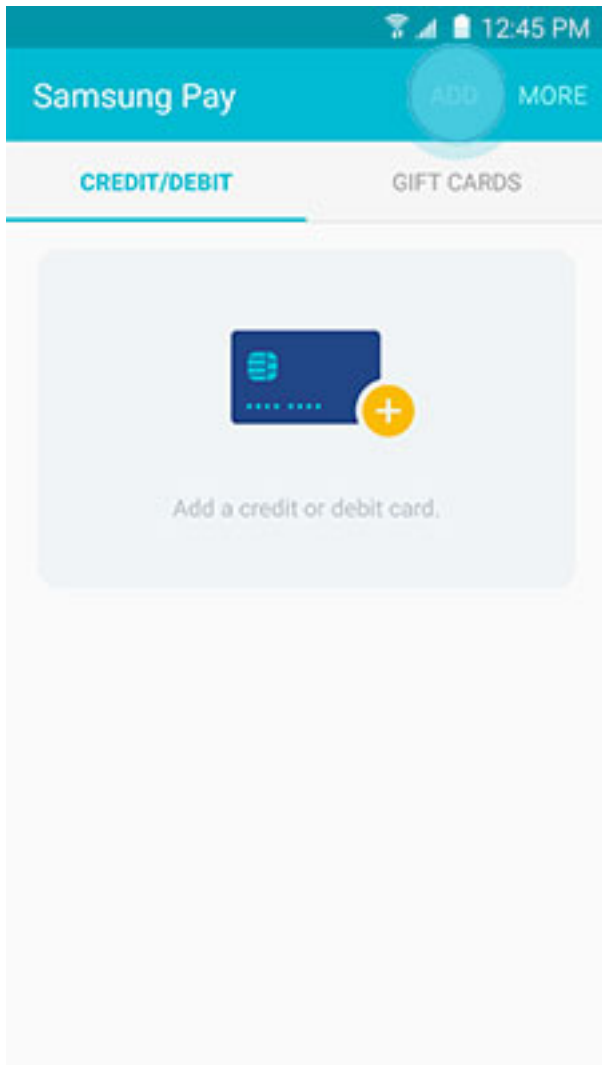 12:45 PM
Samsung Pay ADD MORE
CREDIT/DEBIT GIFT CARDS
Add a credit or debit card.